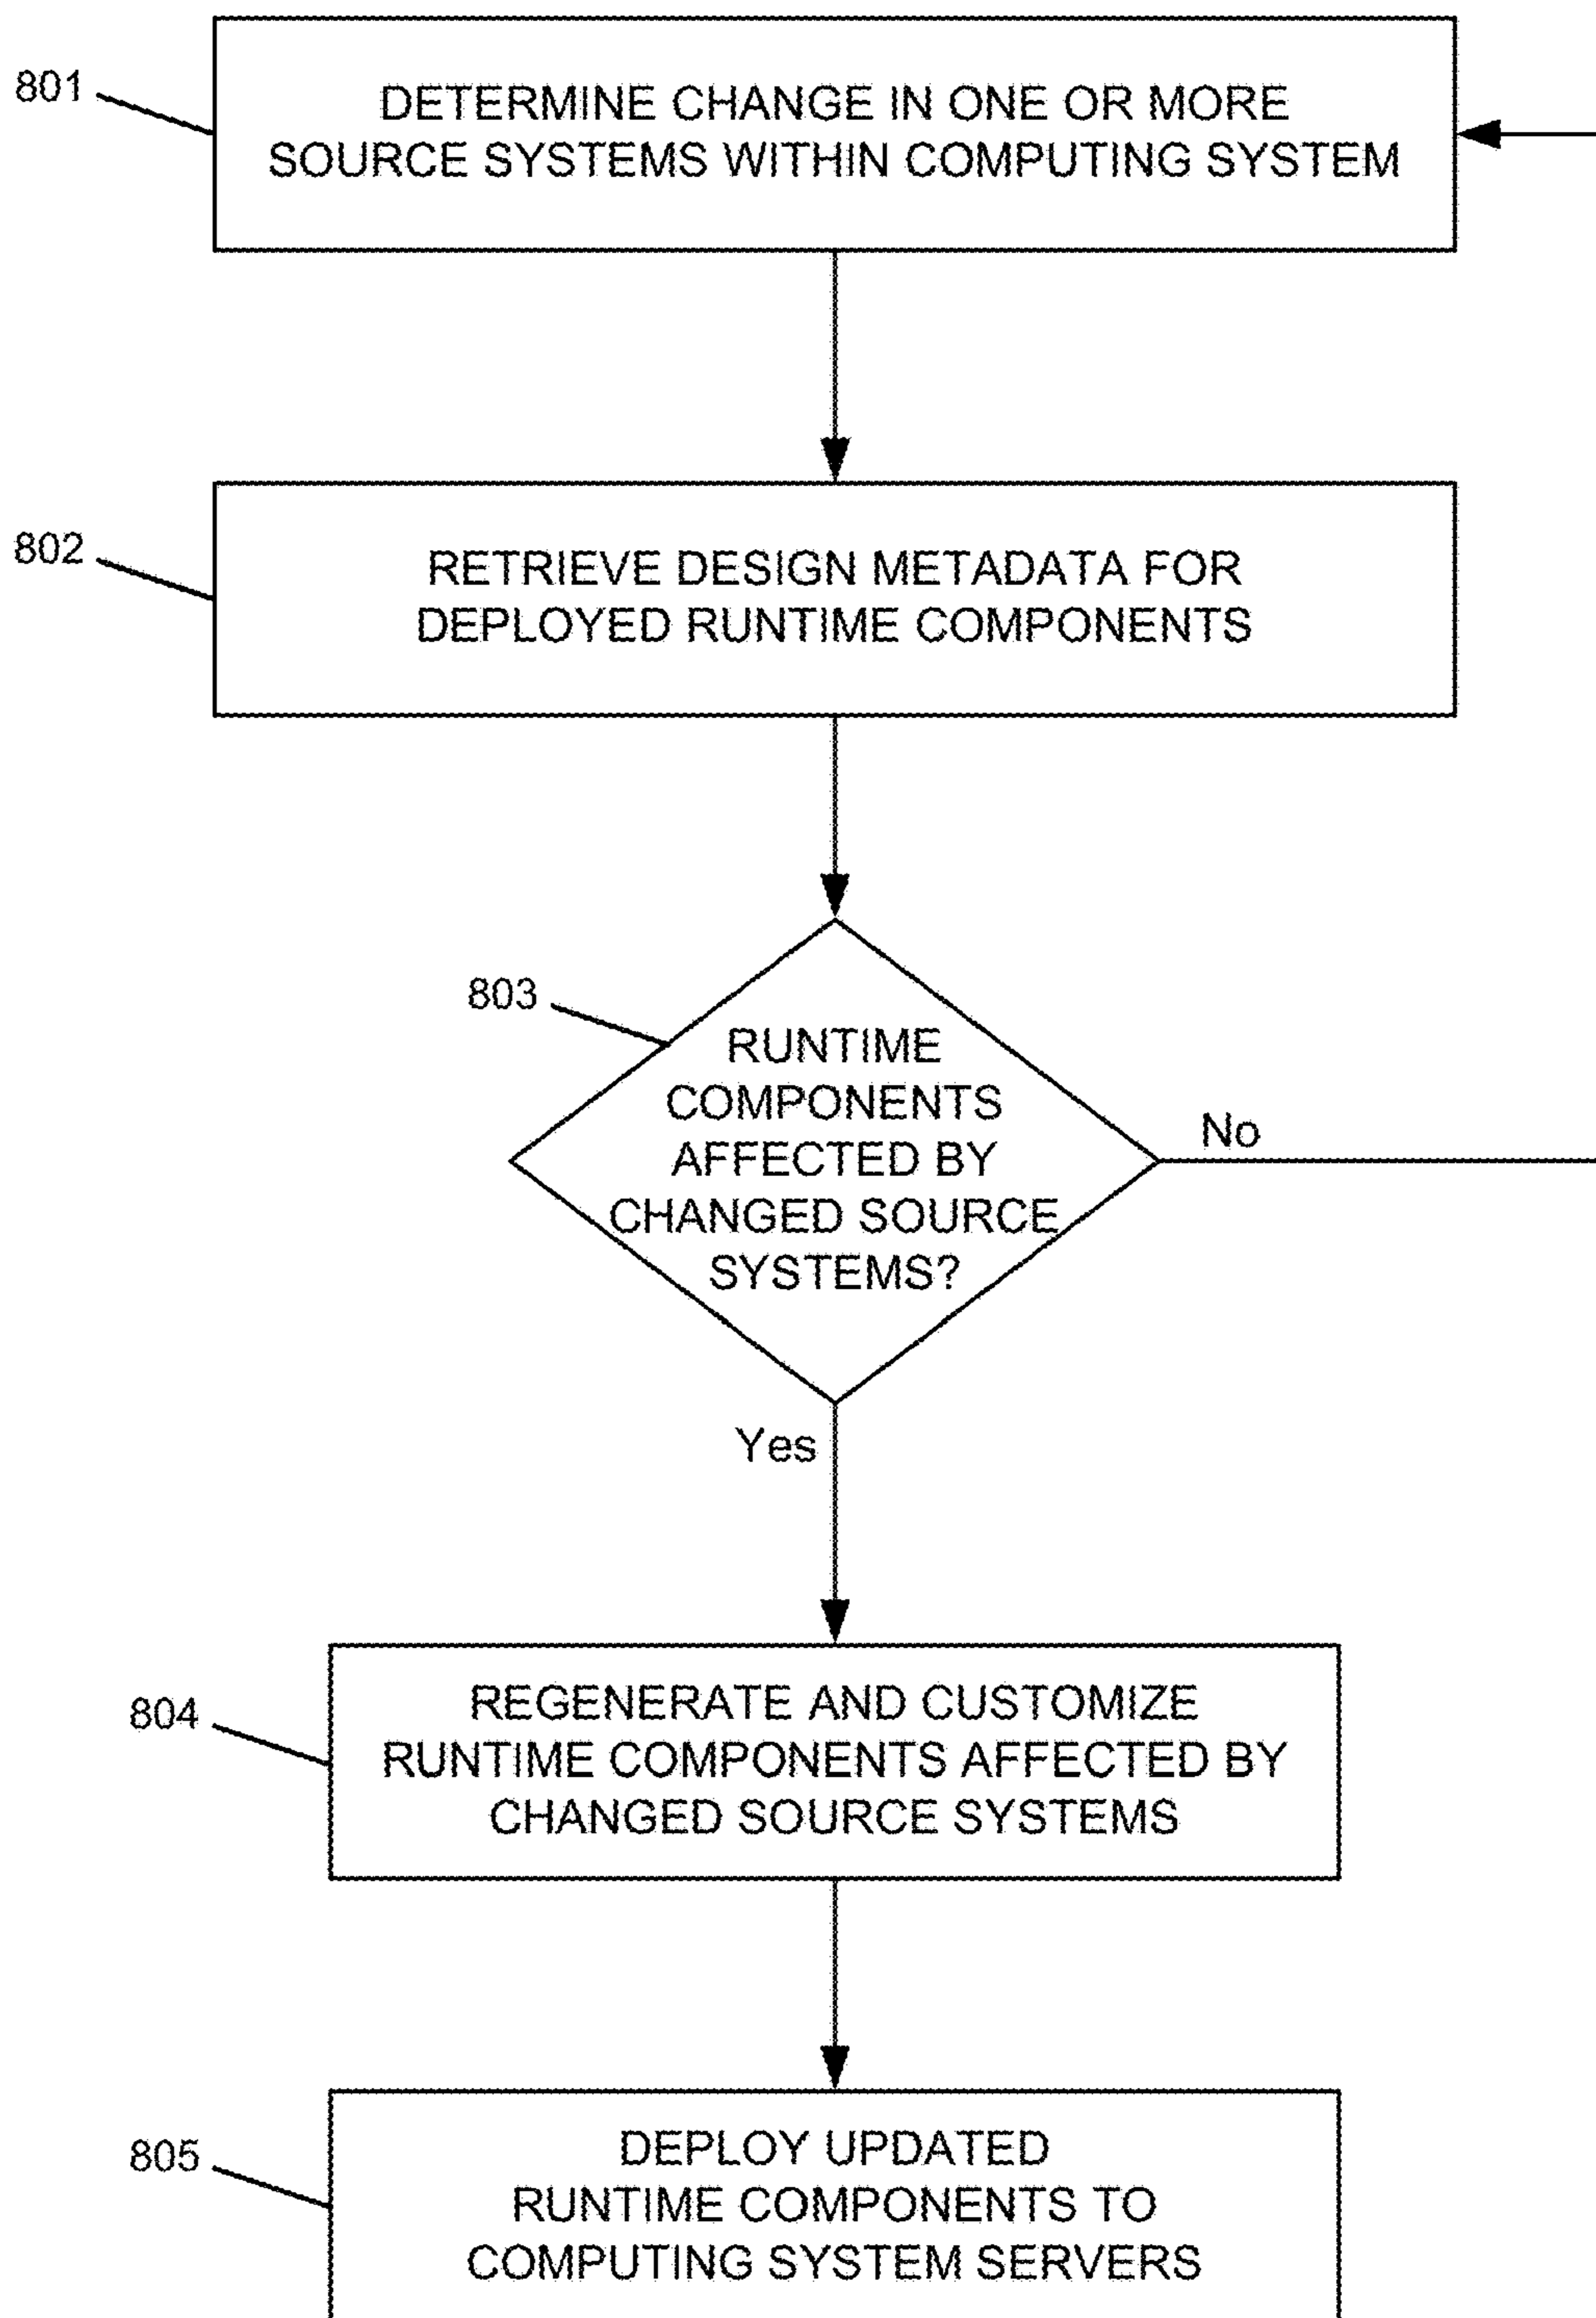 801
DETERMINE CHANGE IN ONE OR MORE
SOURCE SYSTEMS WITHIN COMPUTING SYSTEM
802
RETRIEVE DESIGN METADATA FOR
DEPLOYED RUNTIME COMPONENTS
803
RUNTIME
COMPONENTS
AFFECTED BY
CHANGED SOURCE
SYSTEMS?
No
Yes
804
REGENERATE AND CUSTOMIZE
RUNTIME COMPONENTS AFFECTED BY
CHANGED SOURCE SYSTEMS
805
DEPLOY UPDATED
RUNTIME COMPONENTS TO
COMPUTING SYSTEM SERVERS